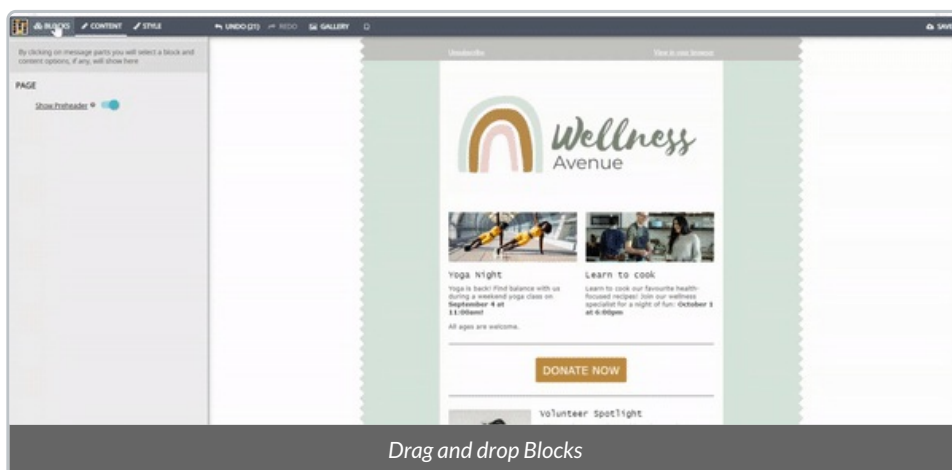 BLOCKS CONTENT STYLE UNDO (21) REDO GALLERY SAVE
By clicking on message parts you will select a block and
content options, if any, will show here
PAGE
Show Preheader
Unsubscribe View in your browser
Wellness
Avenue
Yoga Night
Yoga is back! Find balance with us
during a weekend yoga class on
September 4 at
11:00am!
All ages are welcome.
Learn to cook
Learn to cook our favourite health-
focused recipes! Join our wellness
specialist for a night of fun: October 1
at 6:00pm
DONATE NOW
Volunteer Spotlight
Drag and drop Blocks